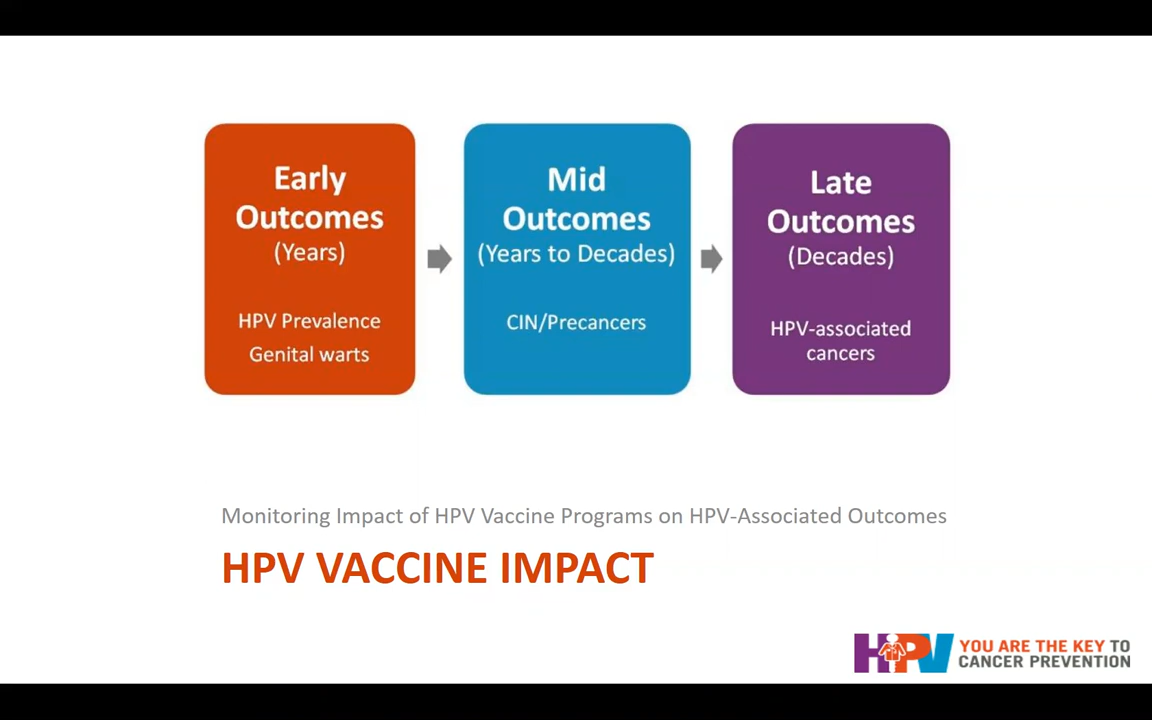 Early
Outcomes
(Years)
HPV Prevalence
Genital warts
Mid
Outcomes
(Years to Decades)
CIN/Precancers
Late
Outcomes
(Decades)
HPV-associated
cancers
Monitoring Impact of HPV Vaccine Programs on HPV-Associated Outcomes
HPV VACCINE IMPACT
HPV
YOU ARE THE KEY TO
CANCER PREVENTION